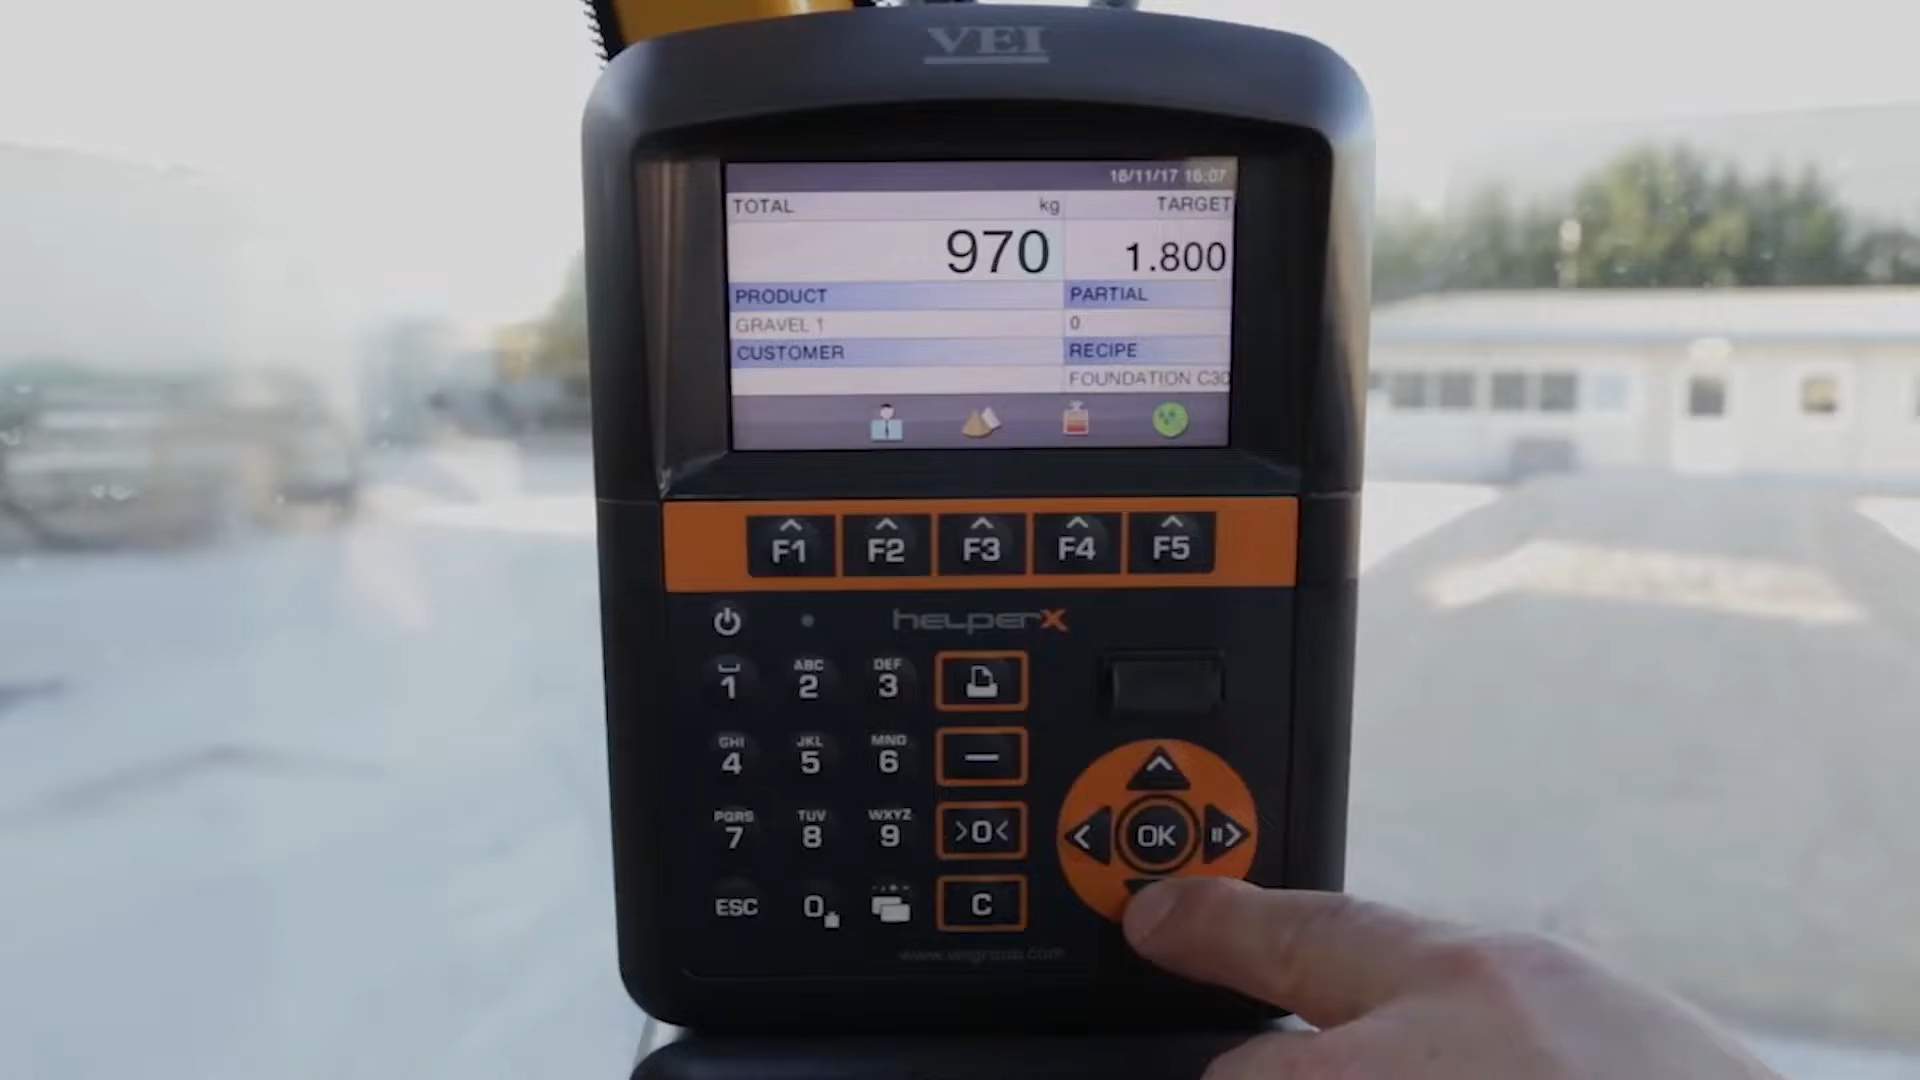 VEI
16/11/17 16:07
TOTAL kg TARGET
970 1.800
PRODUCT PARTIAL
GRAVEL 1 0
CUSTOMER RECIPE
FOUNDATION C30
F1 F2 F3 F4 F5
helperX
1 ABC 2 DEF 3
GHI 4 JKL 5 MNO 6
PQRS 7 TUV 8 WXYZ 9 >0< OK
ESC 0 C